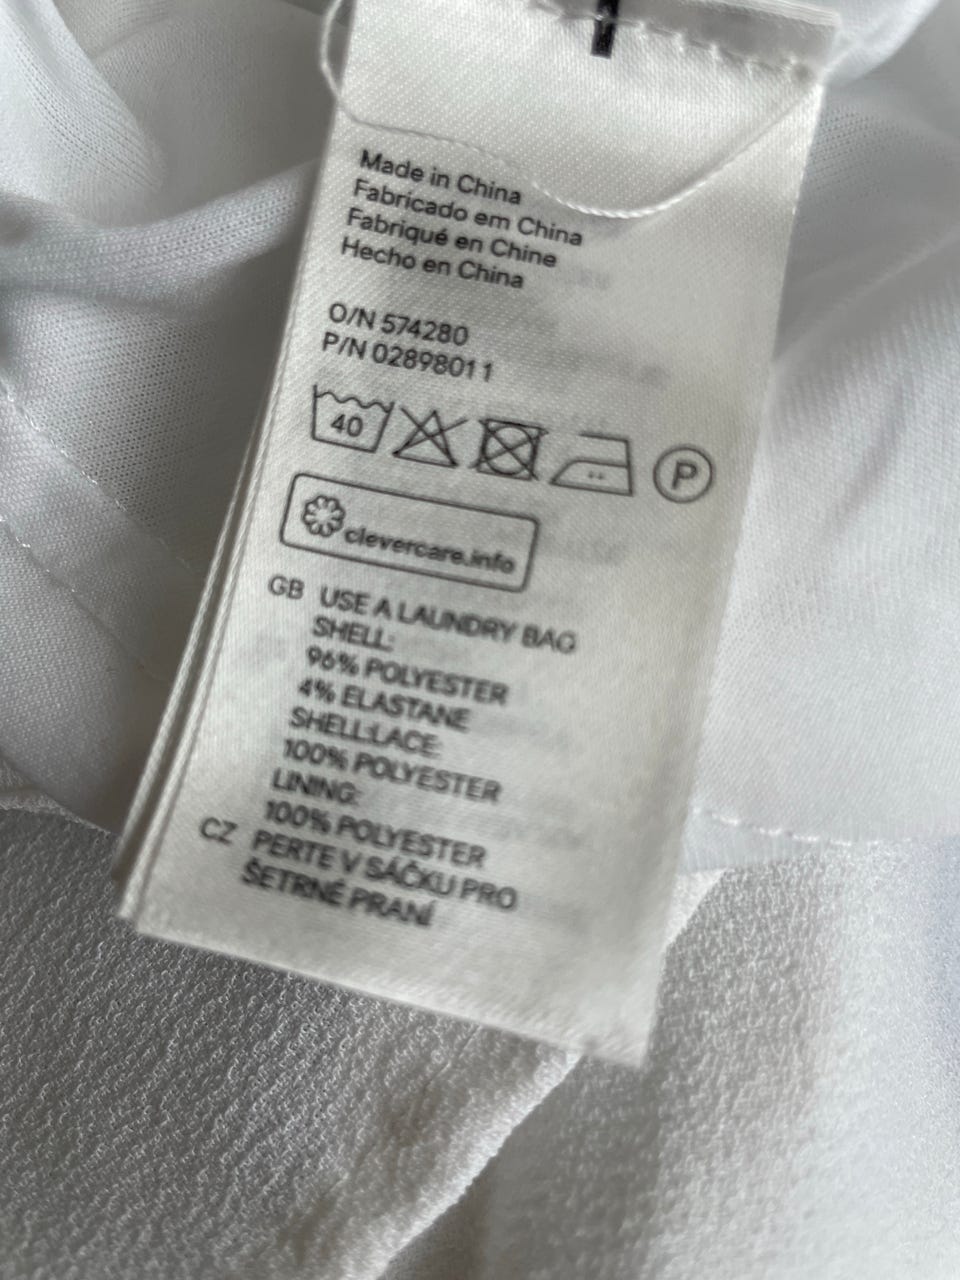 Made in China
Fabricado em China
Fabriqué en Chine
Hecho en China
O/N 574280
P/N 02898011
40 P
clevercare.info
GB USE A LAUNDRY BAG
SHELL:
96% POLYESTER
4% ELASTANE
SHELL:LACE:
100% POLYESTER
LINING:
100% POLYESTER
CZ PERTE V SÁČKU PRO
ŠETRNÉ PRANÍ